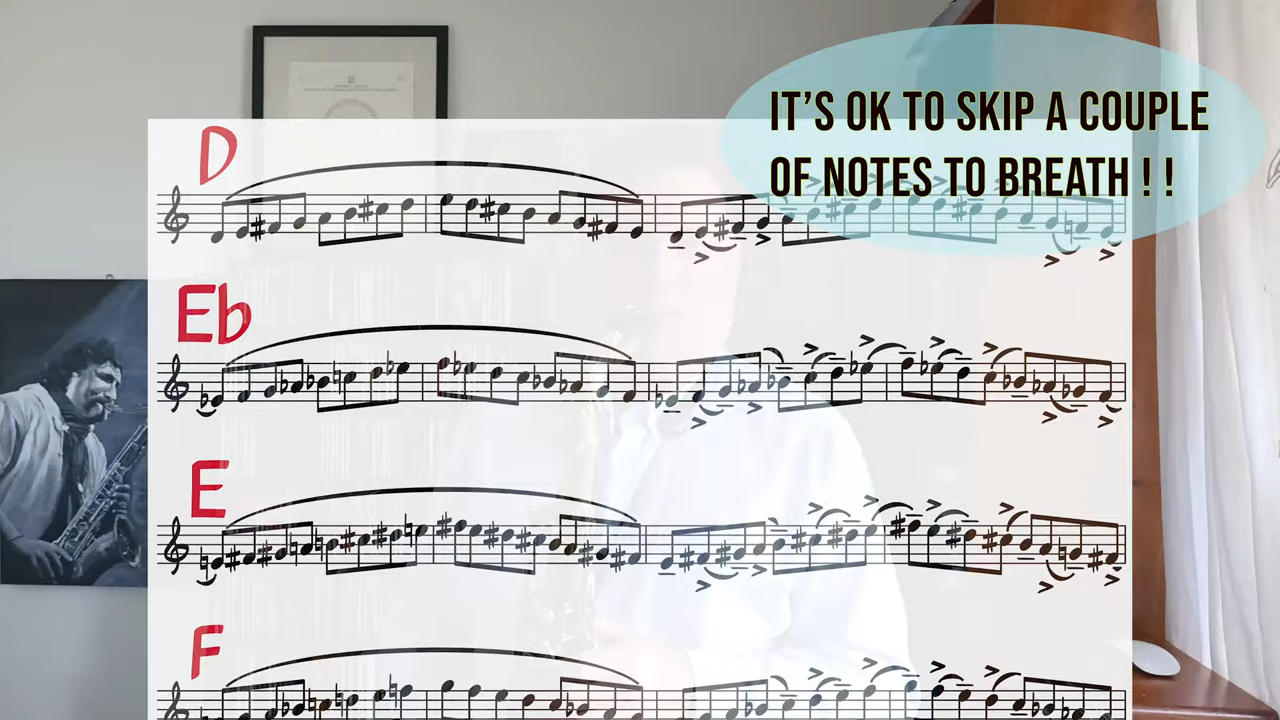 IT'S OK TO SKIP A COUPLE
OF NOTES TO BREATH ! !
D
Eb
E
F